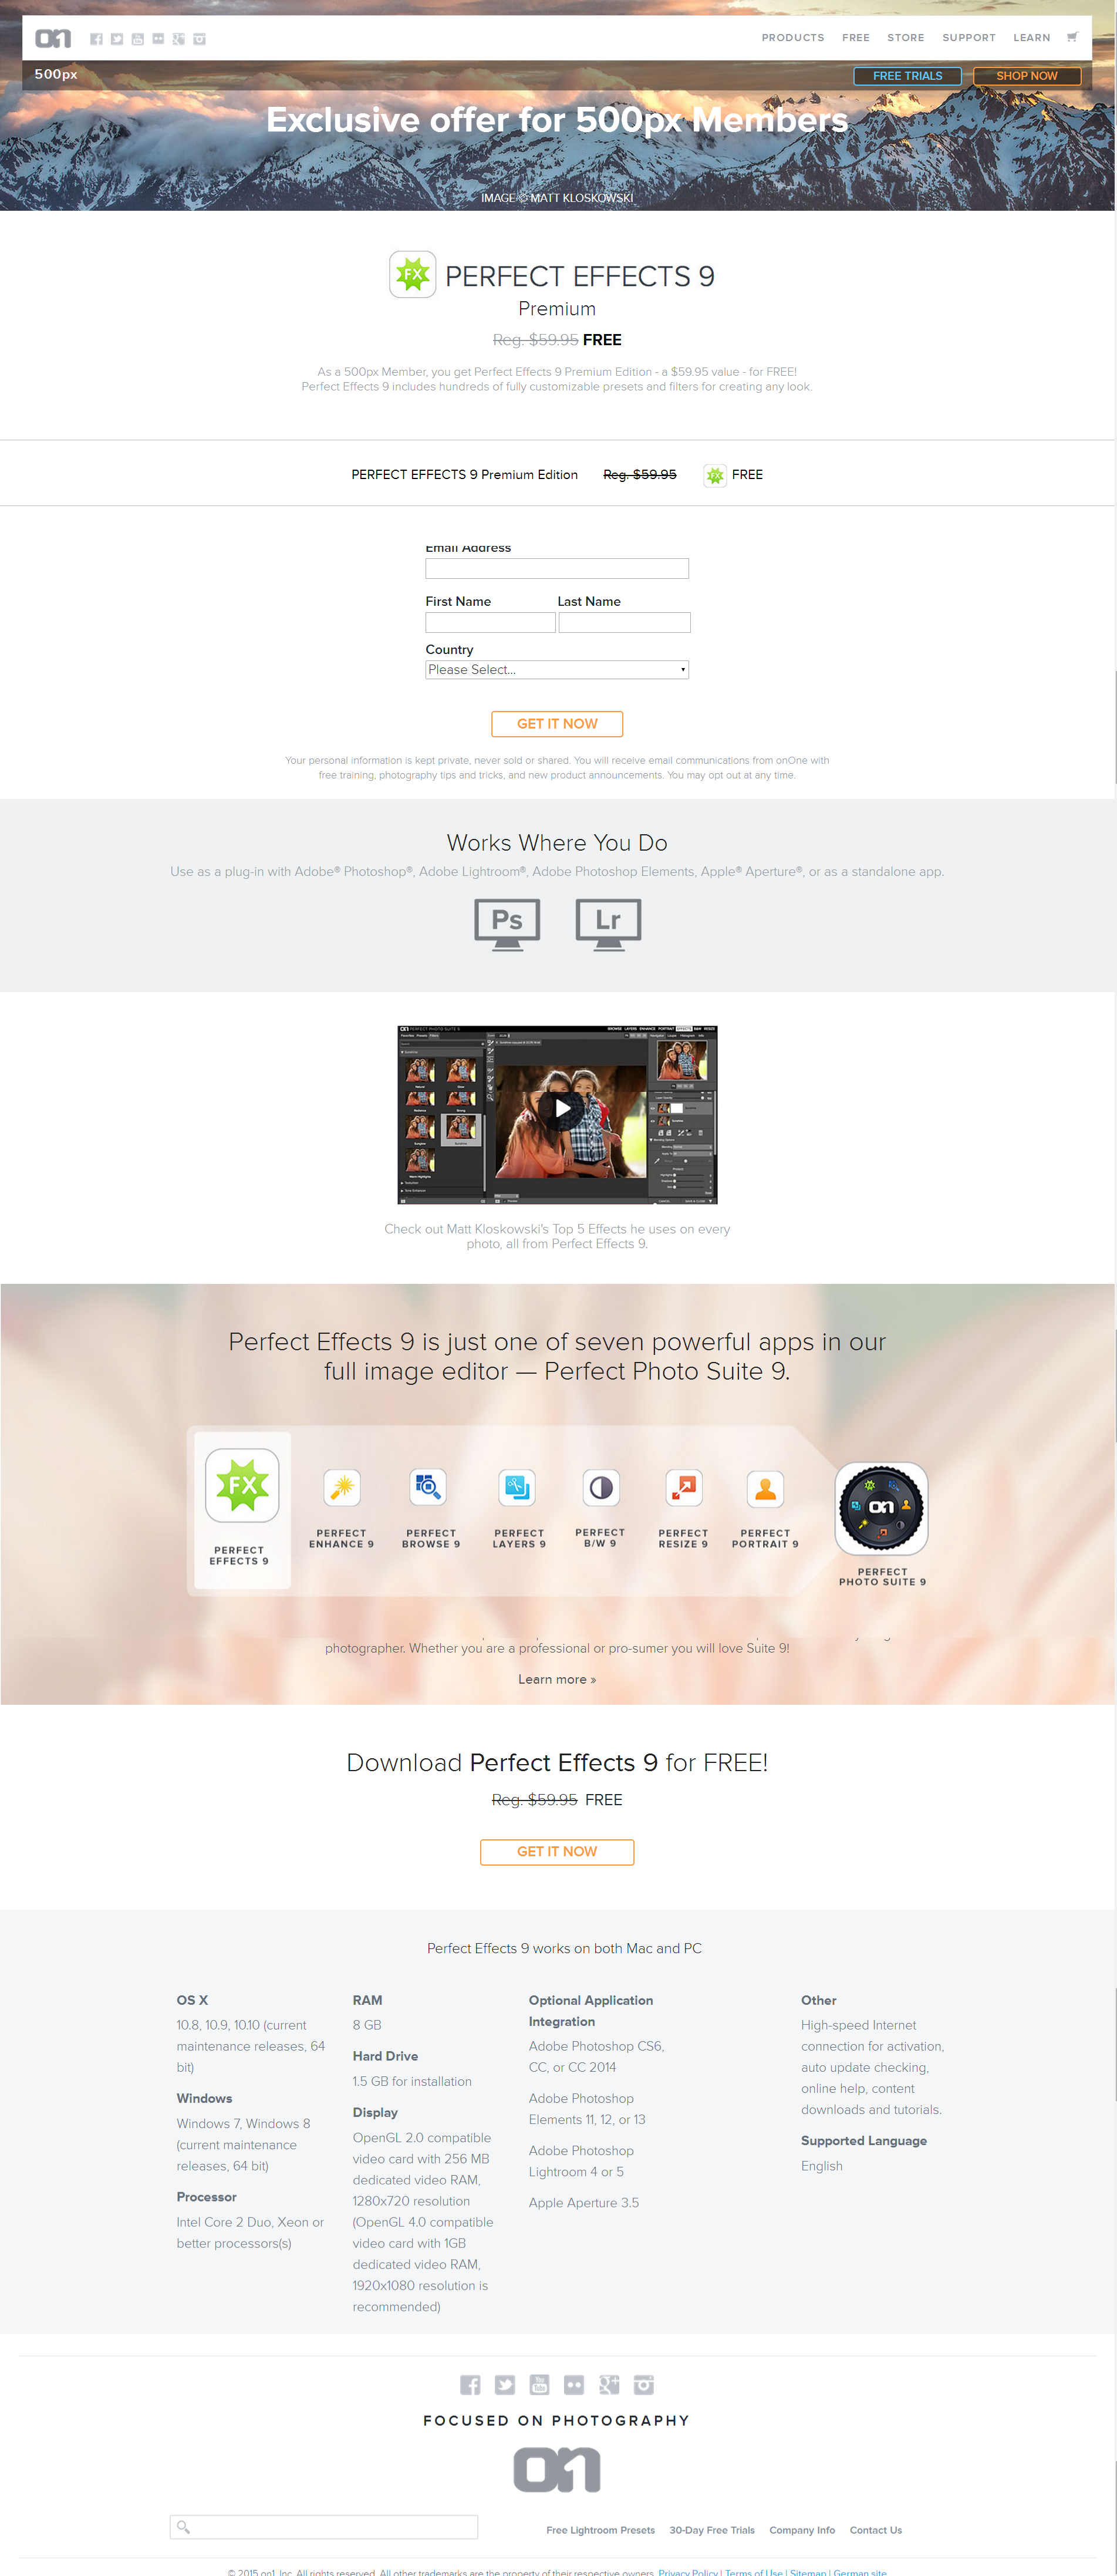 on1
PRODUCTS FREE STORE SUPPORT LEARN
500px
FREE TRIALS
SHOP NOW
Exclusive offer for 500px Members
IMAGE © MATT KLOSKOWSKI
FX
PERFECT EFFECTS 9
Premium
Reg. $59.95 FREE
As a 500px Member, you get Perfect Effects 9 Premium Edition - a $59.95 value - for FREE!
Perfect Effects 9 includes hundreds of fully customizable presets and filters for creating any look.
PERFECT EFFECTS 9 Premium Edition Reg. $59.95 FX FREE
Email Address
First Name Last Name
Country
Please Select...
GET IT NOW
Your personal information is kept private, never sold or shared. You will receive email communications from onOne with
free training, photography tips and tricks, and new product announcements. You may opt out at any time.
Works Where You Do
Use as a plug-in with Adobe® Photoshop®, Adobe Lightroom®, Adobe Photoshop Elements, Apple® Aperture®, or as a standalone app.
Ps Lr
on1 PERFECT PHOTO SUITE 9
BROWSE LAYERS ENHANCE PORTRAIT EFFECTS B&W RESIZE
Check out Matt Kloskowski's Top 5 Effects he uses on every
photo, all from Perfect Effects 9.
Perfect Effects 9 is just one of seven powerful apps in our
full image editor — Perfect Photo Suite 9.
FX
on1
PERFECT
EFFECTS 9
PERFECT
ENHANCE 9
PERFECT
BROWSE 9
PERFECT
LAYERS 9
PERFECT
B/W 9
PERFECT
RESIZE 9
PERFECT
PORTRAIT 9
PERFECT
PHOTO SUITE 9
photographer. Whether you are a professional or pro-sumer you will love Suite 9!
Learn more »
Download Perfect Effects 9 for FREE!
Reg. $59.95 FREE
GET IT NOW
Perfect Effects 9 works on both Mac and PC
OS X
10.8, 10.9, 10.10 (current
maintenance releases, 64
bit)
Windows
Windows 7, Windows 8
(current maintenance
releases, 64 bit)
Processor
Intel Core 2 Duo, Xeon or
better processors(s)
RAM
8 GB
Hard Drive
1.5 GB for installation
Display
OpenGL 2.0 compatible
video card with 256 MB
dedicated video RAM,
1280x720 resolution
(OpenGL 4.0 compatible
video card with 1GB
dedicated video RAM,
1920x1080 resolution is
recommended)
Optional Application
Integration
Adobe Photoshop CS6,
CC, or CC 2014
Adobe Photoshop
Elements 11, 12, or 13
Adobe Photoshop
Lightroom 4 or 5
Apple Aperture 3.5
Other
High-speed Internet
connection for activation,
auto update checking,
online help, content
downloads and tutorials.
Supported Language
English
You Tube
FOCUSED ON PHOTOGRAPHY
on1
Free Lightroom Presets 30-Day Free Trials Company Info Contact Us
© 2015 on1, Inc. All rights reserved. All other trademarks are the property of their respective owners. Privacy Policy | Terms of Use | Sitemap | German site